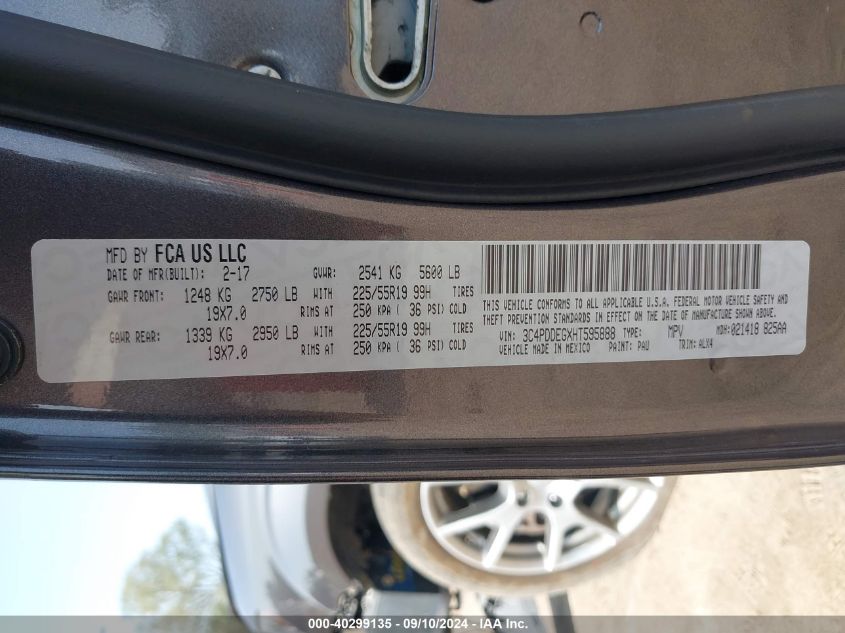 MFD BY FCA US LLC
DATE OF MFR(BUILT): 2-17 GVWR: 2541 KG 5600 LB
GAWR FRONT: 1248 KG 2750 LB WITH 225/55R19 99H TIRES
19X7.0 RIMS AT 250 KPA ( 36 PSI) COLD
GAWR REAR: 1339 KG 2950 LB WITH 225/55R19 99H TIRES
19X7.0 RIMS AT 250 KPA ( 36 PSI) COLD
THIS VEHICLE CONFORMS TO ALL APPLICABLE U.S.A. FEDERAL MOTOR VEHICLE SAFETY AND
THEFT PREVENTION STANDARDS IN EFFECT ON THE DATE OF MANUFACTURE SHOWN ABOVE.
VIN: 3C4PDDEGXHT595888 TYPE: MPV MDH:021418 825AA
VEHICLE MADE IN MEXICO PAINT: PAU TRIM: ALX4
000-40299135 - 09/10/2024 - IAA Inc.